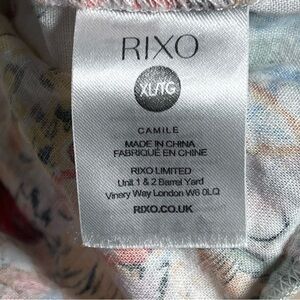 RIXO
XL/TG
CAMILE
MADE IN CHINA
FABRIQUÉ EN CHINE
RIXO LIMITED
Unit 1 & 2 Barrel Yard
Vinery Way London W6 0LQ
RIXO.CO.UK